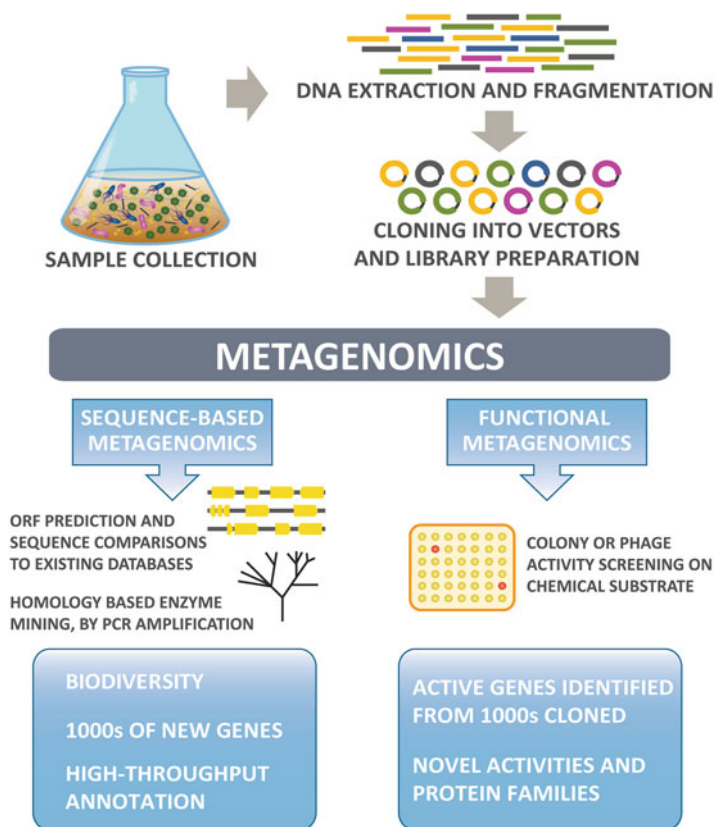 DNA EXTRACTION AND FRAGMENTATION
SAMPLE COLLECTION
CLONING INTO VECTORS
AND LIBRARY PREPARATION
METAGENOMICS
SEQUENCE-BASED
METAGENOMICS
ORF PREDICTION AND
SEQUENCE COMPARISONS
TO EXISTING DATABASES
HOMOLOGY BASED ENZYME
MINING, BY PCR AMPLIFICATION
BIODIVERSITY
1000s OF NEW GENES
HIGH-THROUGHPUT
ANNOTATION
FUNCTIONAL
METAGENOMICS
COLONY OR PHAGE
ACTIVITY SCREENING ON
CHEMICAL SUBSTRATE
ACTIVE GENES IDENTIFIED
FROM 1000s CLONED
NOVEL ACTIVITIES AND
PROTEIN FAMILIES